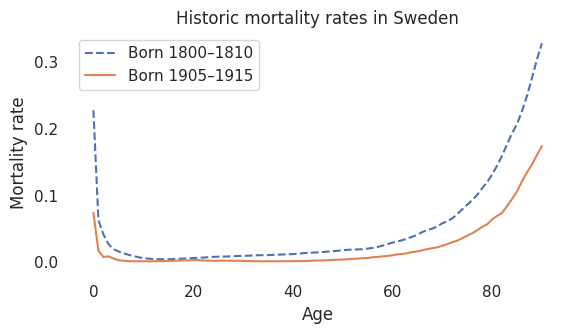 Historic mortality rates in Sweden
Born 1800–1810
Born 1905–1915
Mortality rate
0.3
0.2
0.1
0.0
0
20
40
60
80
Age